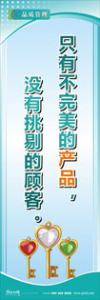 品质管理
只有不完美的产品，
没有挑剔的顾客。